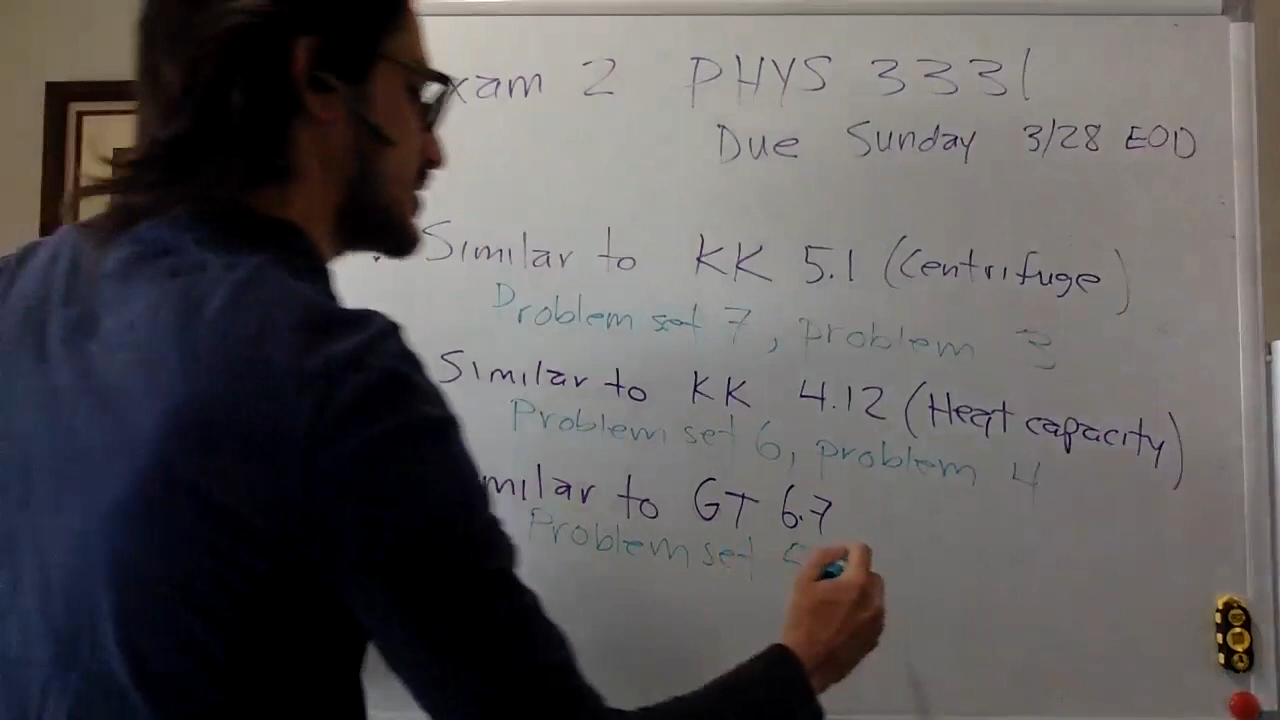 xam 2 PHYS 3331
Due Sunday 3/28 EOD
Similar to KK 5.1 (Centrifuge)
Problem set 7, problem 3
Similar to KK 4.12 (Heat capacity)
Problem set 6, problem 4
milar to GT 6.7
Problem set